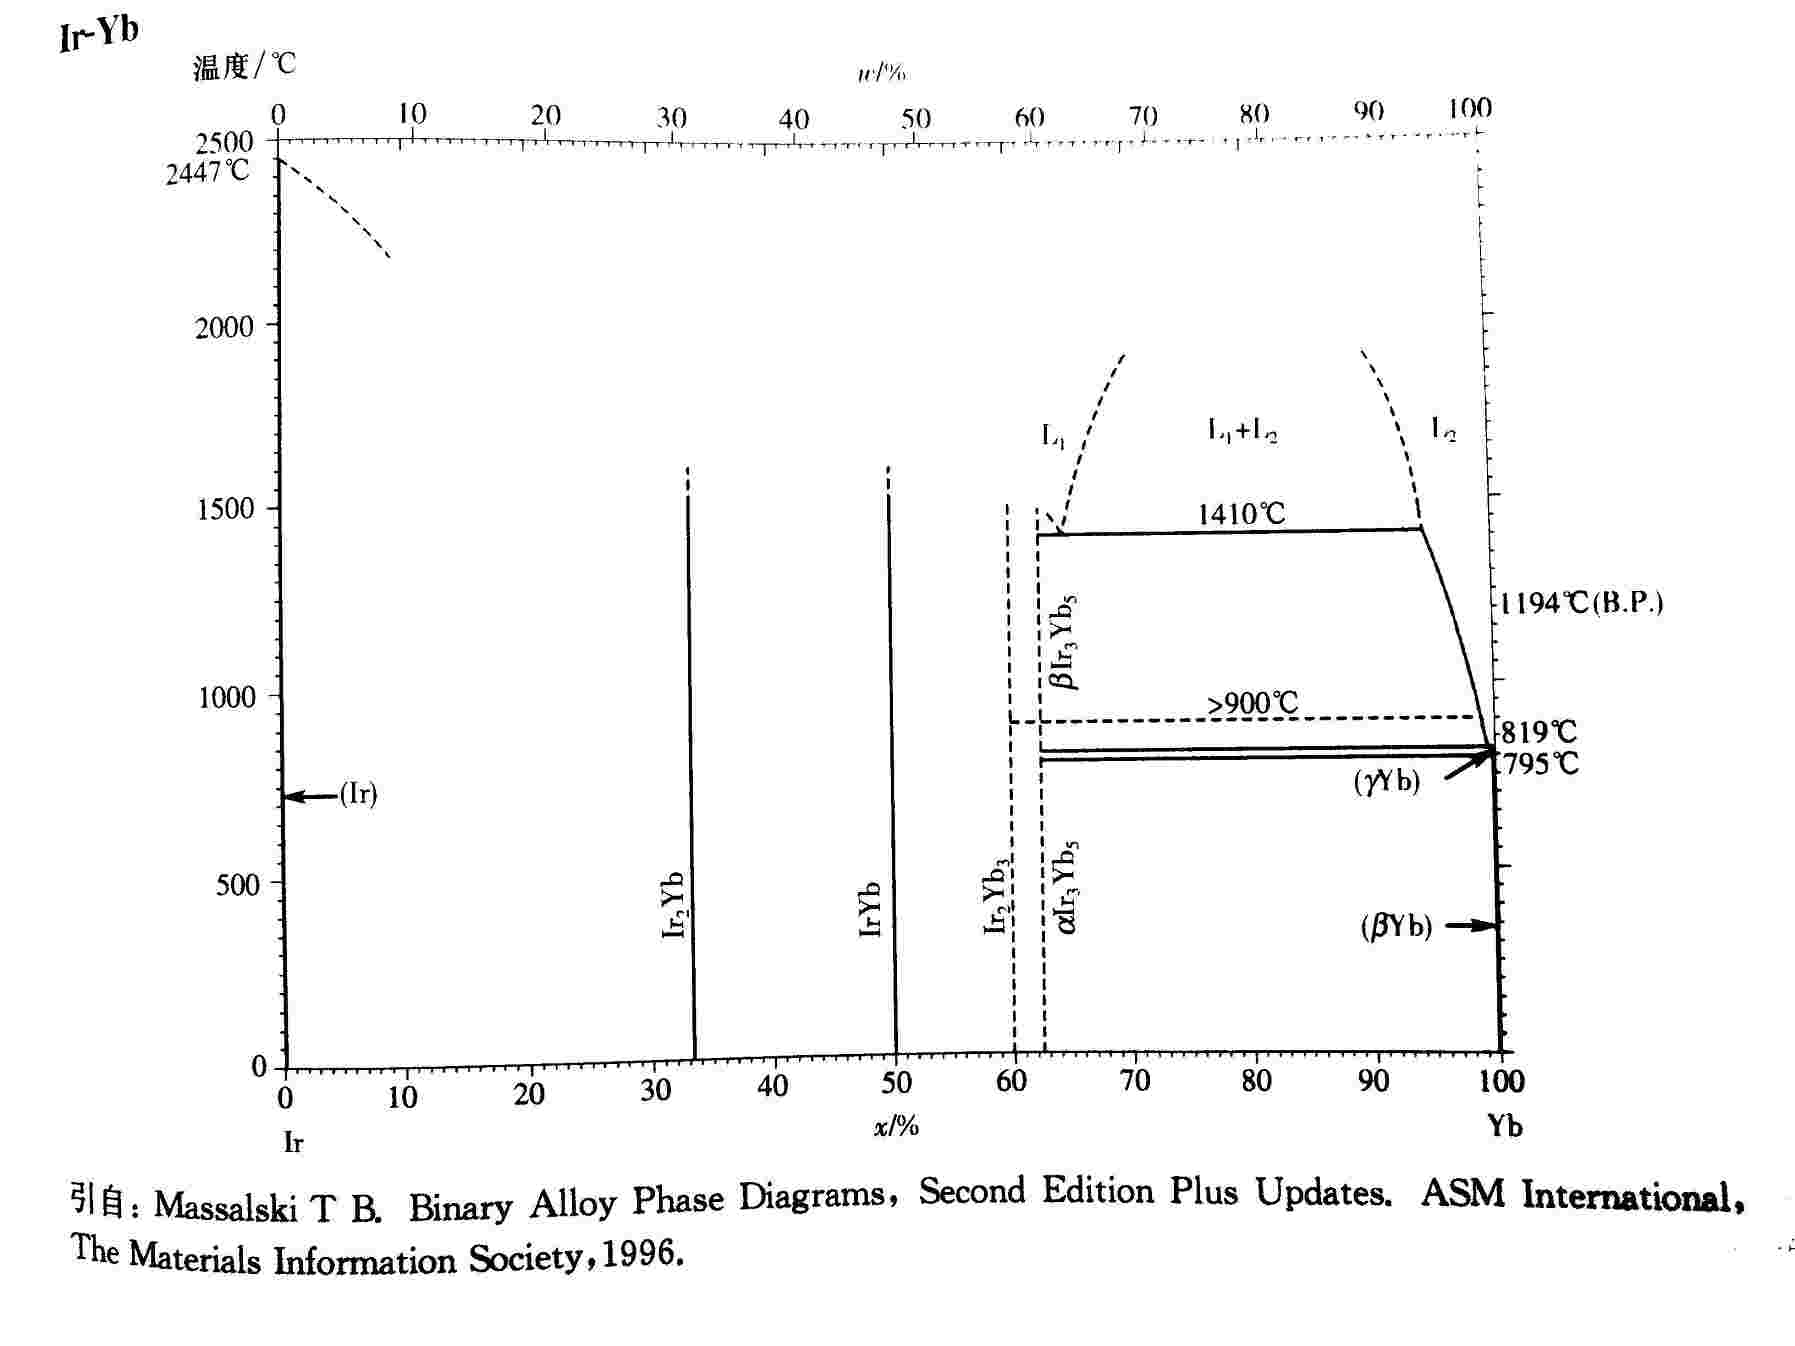 Ir-Yb
温度/℃
w/%
0 10 20 30 40 50 60 70 80 90 100
2500
2447℃
2000
L₁ L₁+L₂ L₂
1500
1410℃
1194℃(B.P.)
βIr₃Yb₅
1000
>900℃
819℃
795℃
(γYb)
(Ir)
500
Ir₂Yb
IrYb
Ir₂Yb₃
αIr₃Yb₅
(βYb)
0
0 10 20 30 40 50 60 70 80 90 100
x/%
Ir Yb
引自: Massalski T B. Binary Alloy Phase Diagrams, Second Edition Plus Updates. ASM International,
The Materials Information Society, 1996.